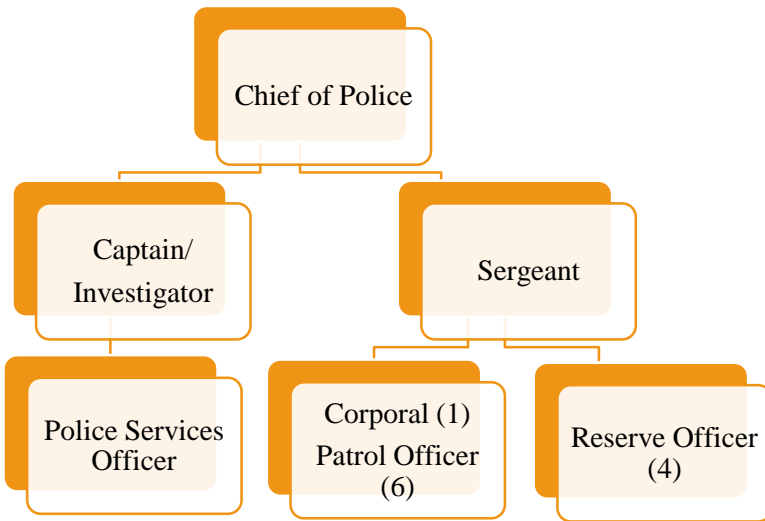 Chief of Police
Captain/
Investigator
Sergeant
Police Services
Officer
Corporal (1)
Patrol Officer
(6)
Reserve Officer
(4)